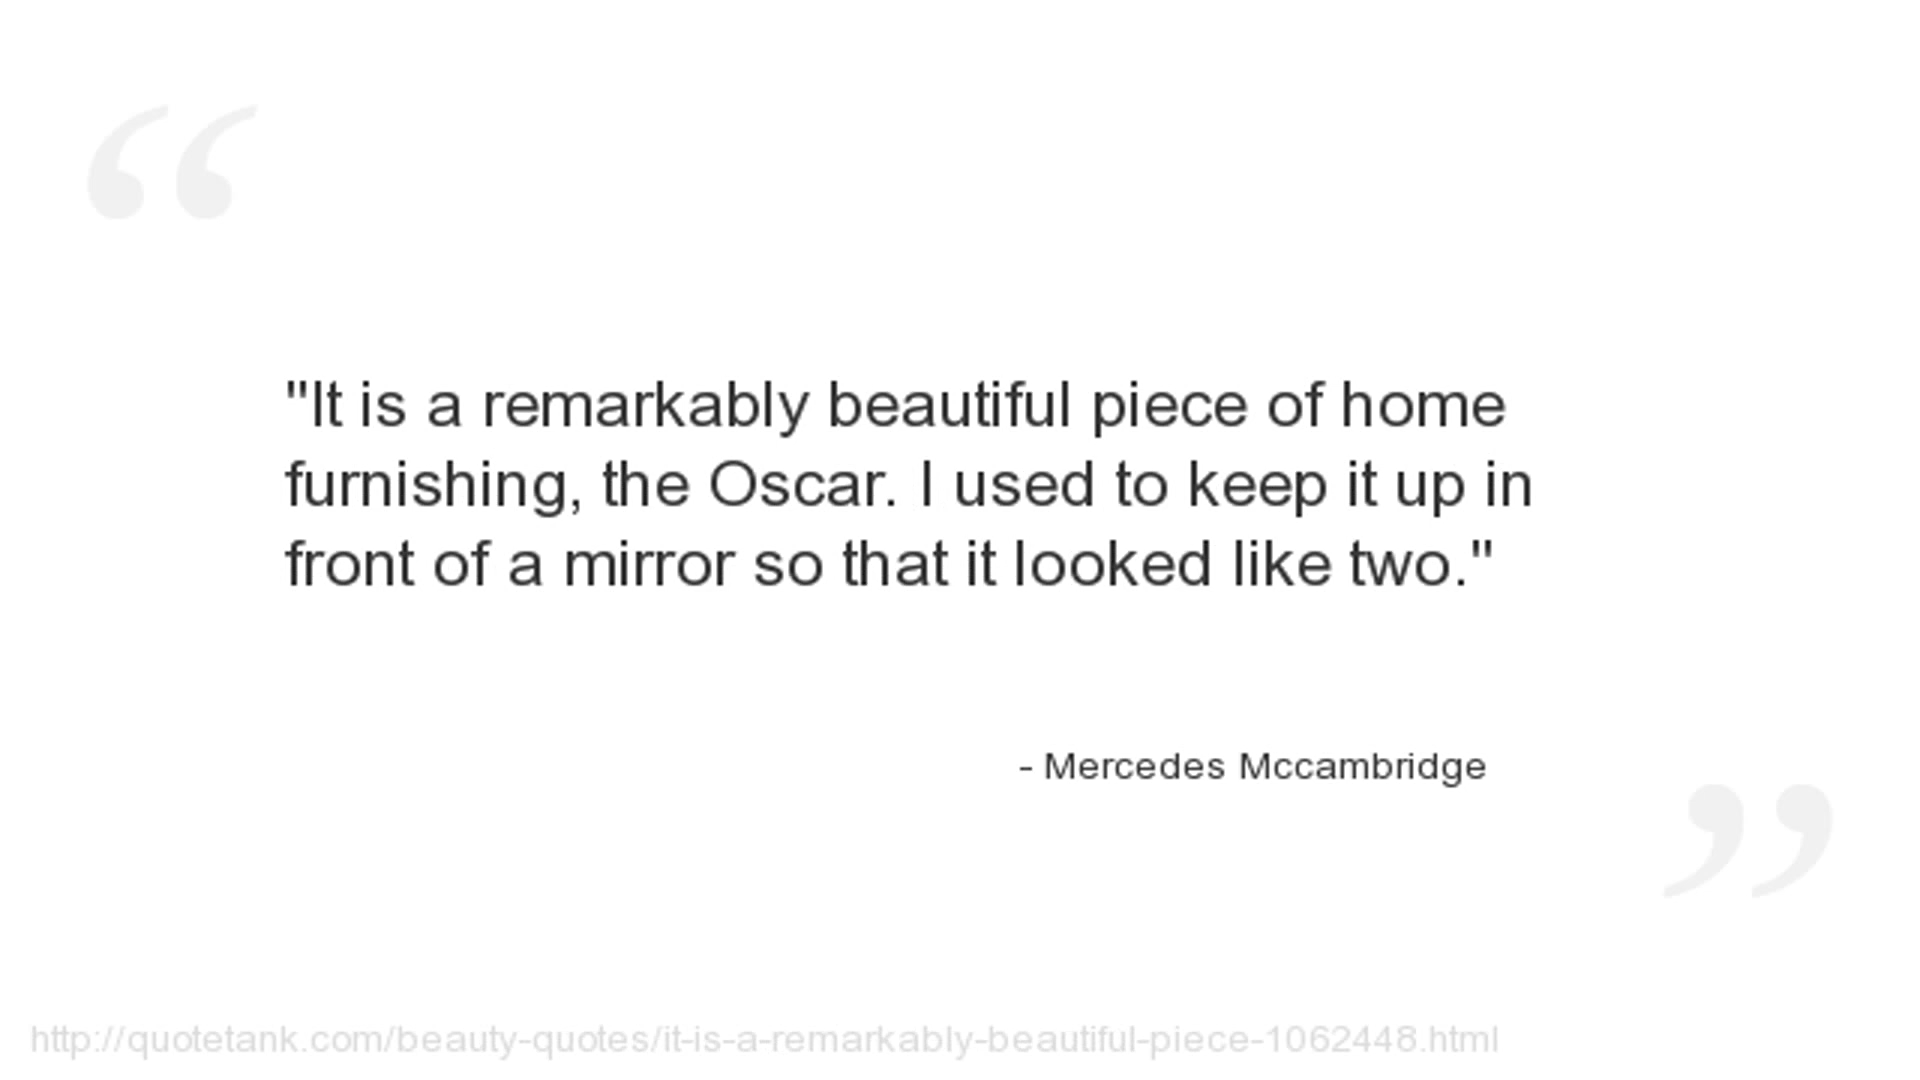 "It is a remarkably beautiful piece of home
furnishing, the Oscar. I used to keep it up in
front of a mirror so that it looked like two."
- Mercedes Mccambridge
http://quotetank.com/beauty-quotes/it-is-a-remarkably-beautiful-piece-1062448.html